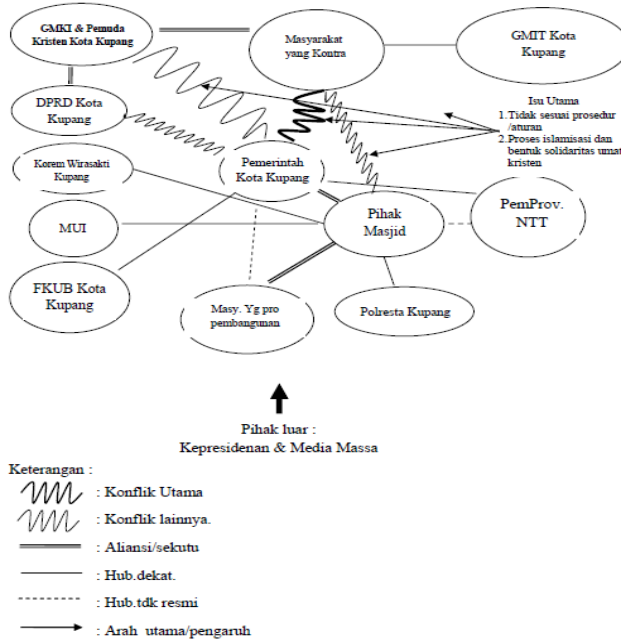 GMKI & Pemuda
Kristen Kota Kupang
Masyarakat
yang Kontra
GMIT Kota
Kupang
DPRD Kota
Kupang
Isu Utama
1.Tidak sesuai prosedur
/aturan
2.Proses islamisasi dan
bentuk solidaritas umat
kristen
Korem Wirasakti
Kupang
Pemerintah
Kota Kupang
PemProv.
NTT
MUI
Pihak
Masjid
FKUB Kota
Kupang
Masy. Yg pro
pembangunan
Polresta Kupang
Pihak luar :
Kepresidenan & Media Massa
Keterangan :
: Konflik Utama
: Konflik lainnya.
: Aliansi/sekutu
: Hub.dekat.
: Hub.tdk resmi
: Arah utama/pengaruh